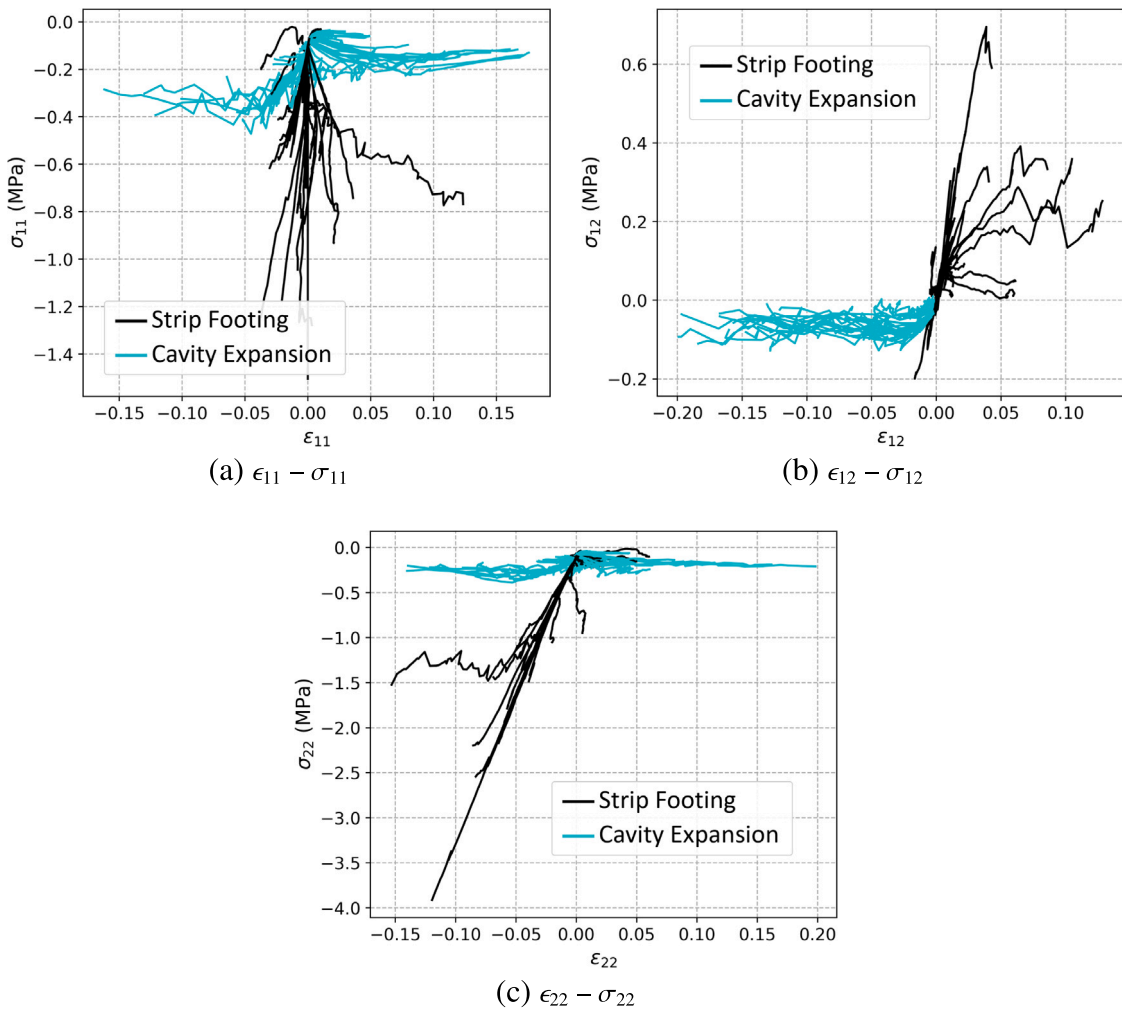 0.0
−0.2
−0.4
−0.6
−0.8
−1.0
−1.2
−1.4
σ11 (MPa)
Strip Footing
Cavity Expansion
−0.15 −0.10 −0.05 0.00 0.05 0.10 0.15
ε11
(a) ϵ11 − σ11
0.6
0.4
0.2
0.0
−0.2
σ12 (MPa)
Strip Footing
Cavity Expansion
−0.20 −0.15 −0.10 −0.05 0.00 0.05 0.10
ε12
(b) ϵ12 − σ12
0.0
−0.5
−1.0
−1.5
−2.0
−2.5
−3.0
−3.5
−4.0
σ22 (MPa)
Strip Footing
Cavity Expansion
−0.15 −0.10 −0.05 0.00 0.05 0.10 0.15 0.20
ε22
(c) ϵ22 − σ22